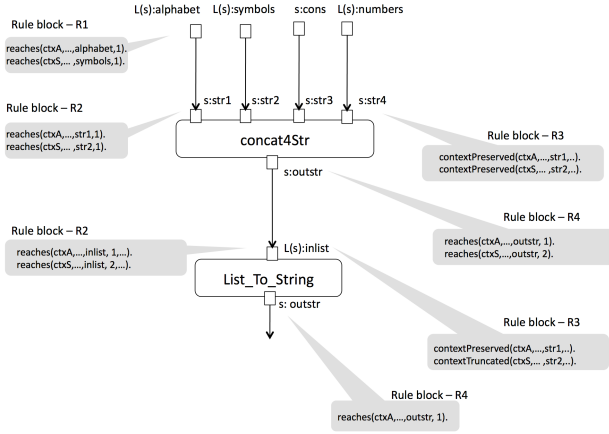 L(s):alphabet L(s):symbols s:cons L(s):numbers
Rule block – R1
reaches(ctxA,...,alphabet,1).
reaches(ctxS,... ,symbols,1).
s:str1 s:str2 s:str3 s:str4
Rule block – R2
reaches(ctxA,...,str1,1).
reaches(ctxS,... ,str2,1).
concat4Str
Rule block – R3
contextPreserved(ctxA,...,str1,..).
contextPreserved(ctxS,... ,str2,..).
s:outstr
Rule block – R4
reaches(ctxA,...,outstr, 1).
reaches(ctxS,...,outstr, 2).
Rule block – R2
reaches(ctxA,...,inlist, 1,...).
reaches(ctxS,...,inlist, 2,...).
L(s):inlist
List_To_String
s: outstr
Rule block – R3
contextPreserved(ctxA,...,str1,..).
contextTruncated(ctxS,... ,str2,..).
Rule block – R4
reaches(ctxA,...,outstr, 1).